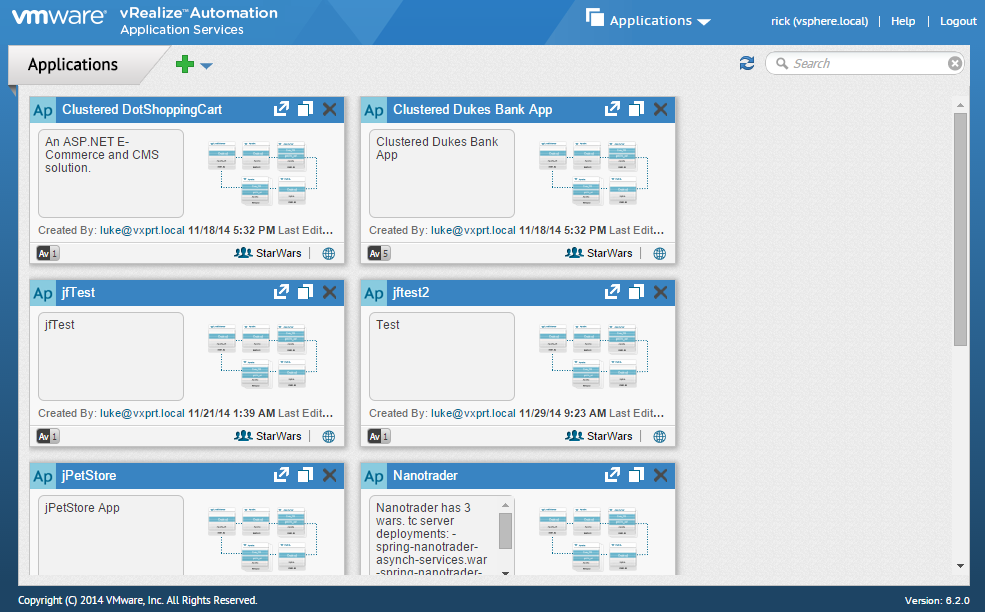 vmware vRealize™ Automation
Application Services
Applications
rick (vsphere.local) | Help | Logout
Applications
Search
Ap Clustered DotShoppingCart
An ASP.NET E-
Commerce and CMS
solution.
Created By: luke@vxprt.local 11/18/14 5:32 PM Last Edit...
Av 1
StarWars
Ap Clustered Dukes Bank App
Clustered Dukes Bank
App
Created By: luke@vxprt.local 11/18/14 5:32 PM Last Edit...
Av 5
StarWars
Ap jfTest
jfTest
Created By: luke@vxprt.local 11/21/14 1:39 AM Last Edit...
Av 1
StarWars
Ap jftest2
Test
Created By: luke@vxprt.local 11/29/14 9:23 AM Last Edit...
Av 1
StarWars
Ap jPetStore
jPetStore App
Ap Nanotrader
Nanotrader has 3
wars. tc server
deployments: -
spring-nanotrader-
asynch-services.war
-spring-nanotrader-
Copyright (C) 2014 VMware, Inc. All Rights Reserved.
Version: 6.2.0